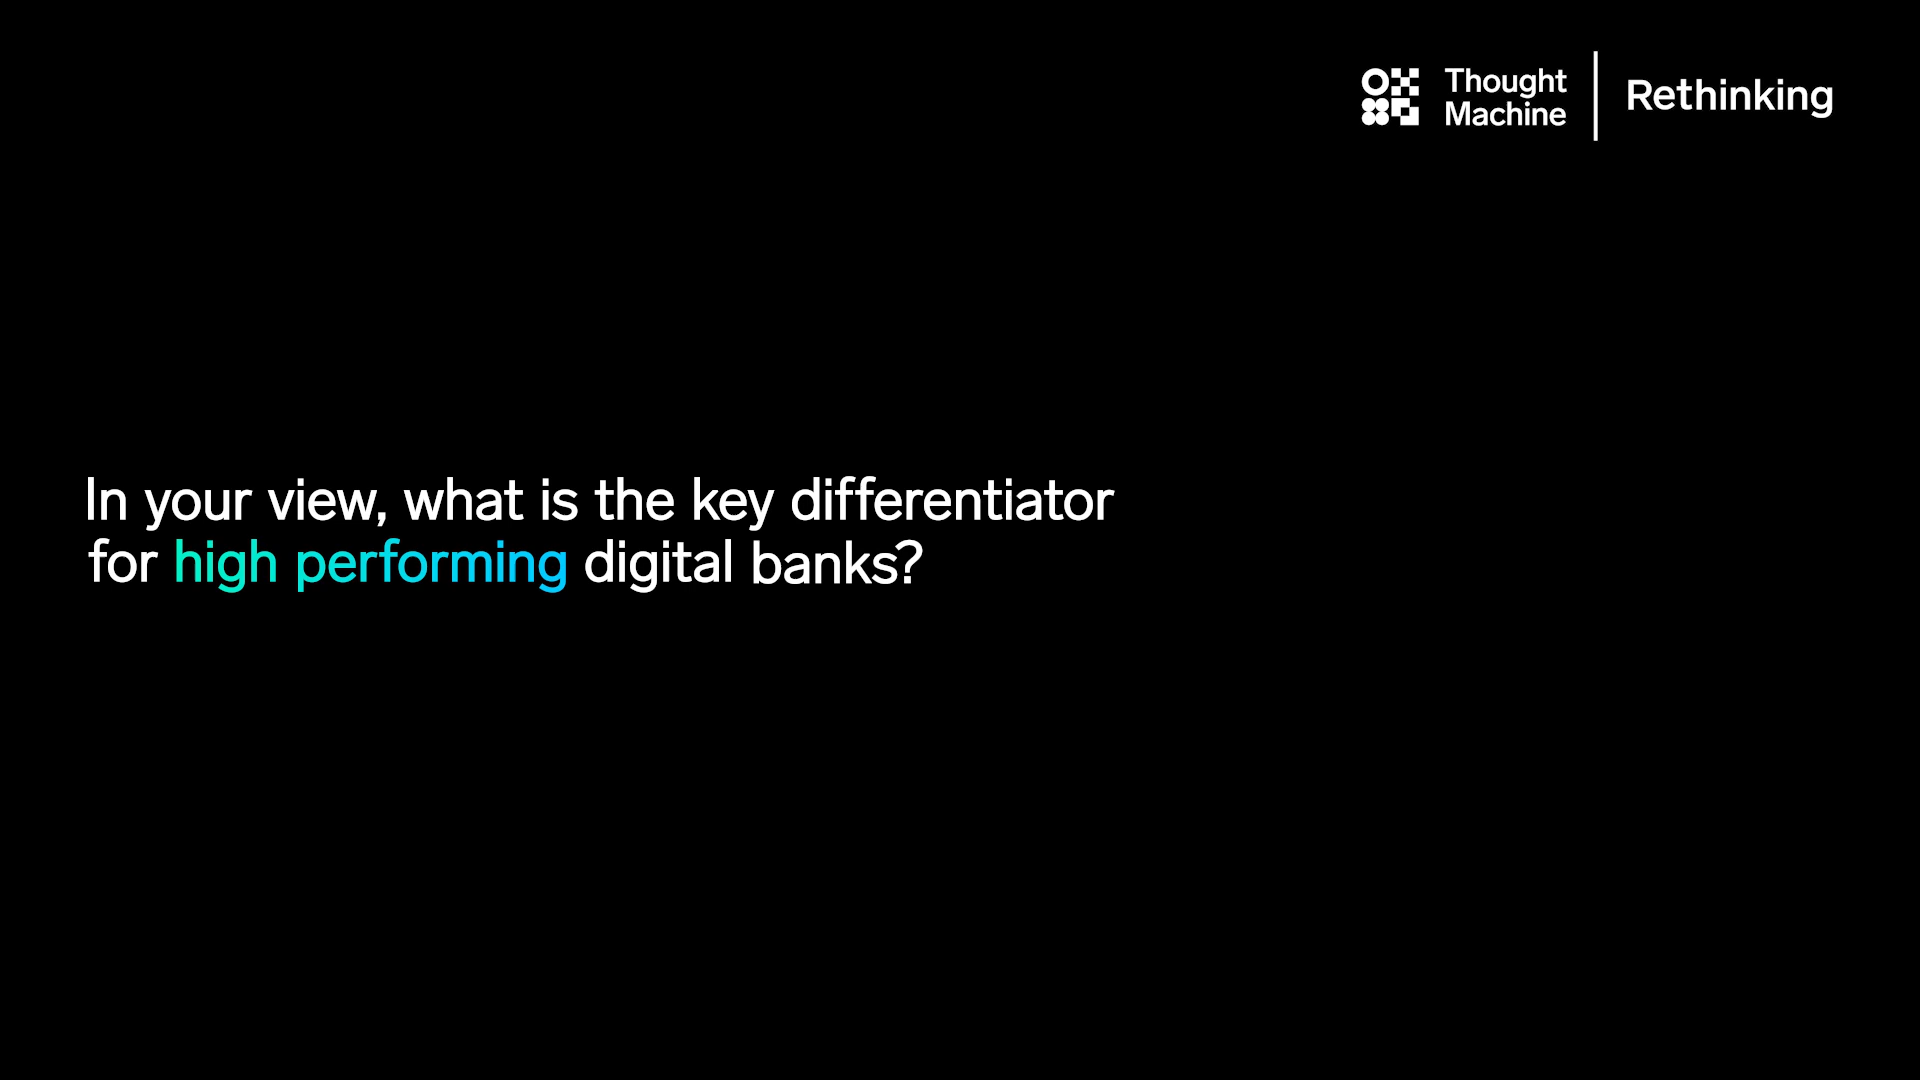 Thought
Machine
Rethinking
In your view, what is the key differentiator
for high performing digital banks?